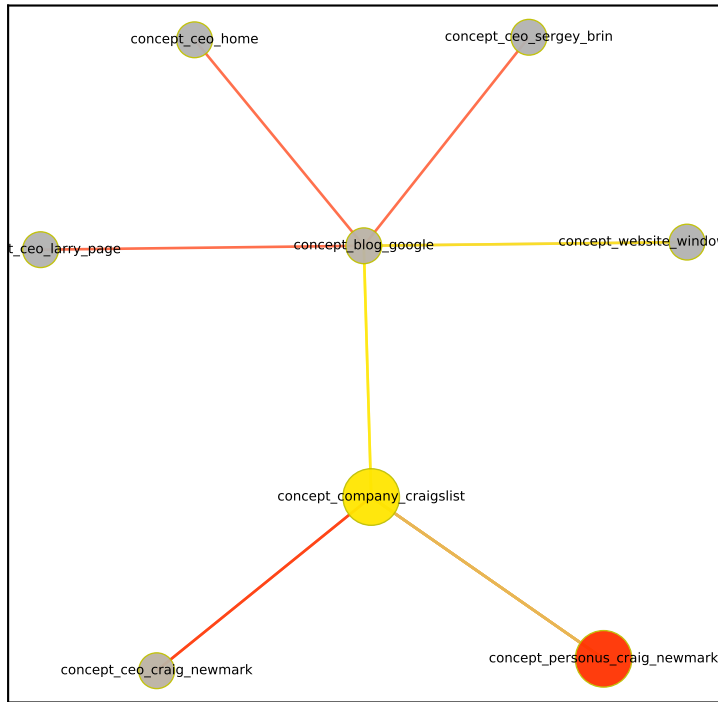 concept_ceo_home
concept_ceo_sergey_brin
t_ceo_larry_page
concept_blog_google
concept_website_window
concept_company_craigslist
concept_ceo_craig_newmark
concept_personus_craig_newmark